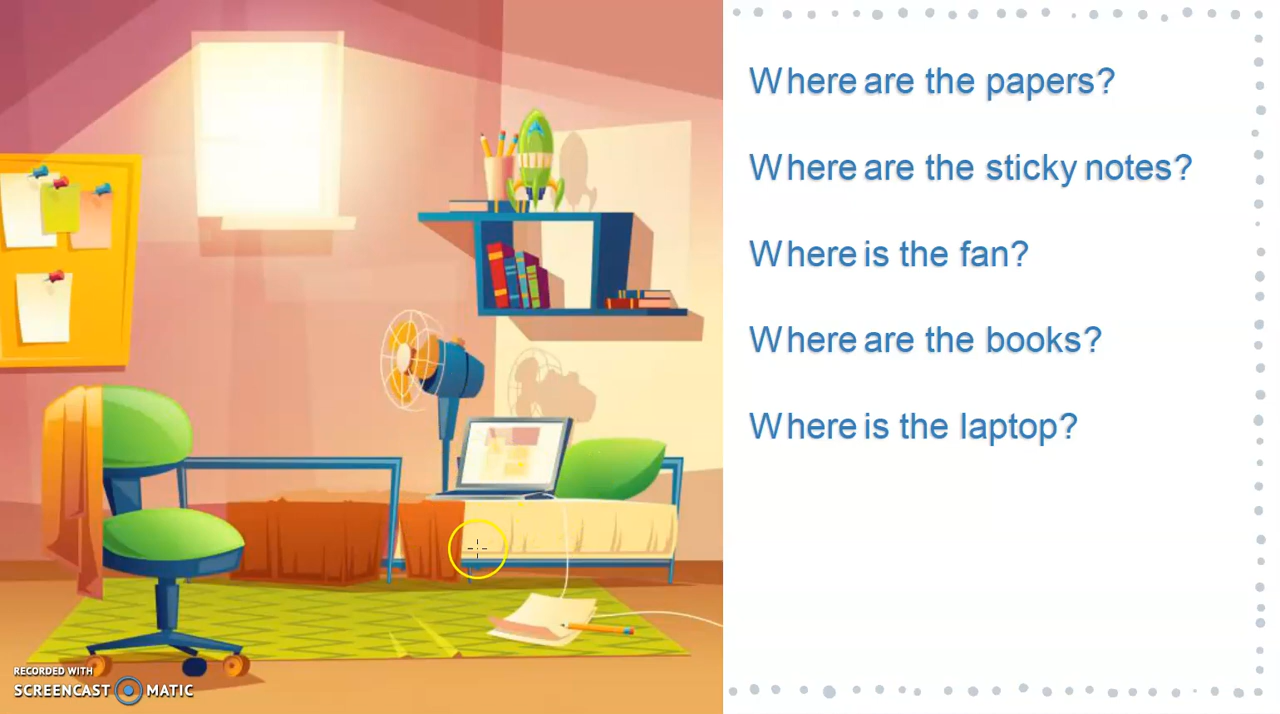 Where are the papers?
Where are the sticky notes?
Where is the fan?
Where are the books?
Where is the laptop?
RECORDED WITH
SCREENCAST MATIC